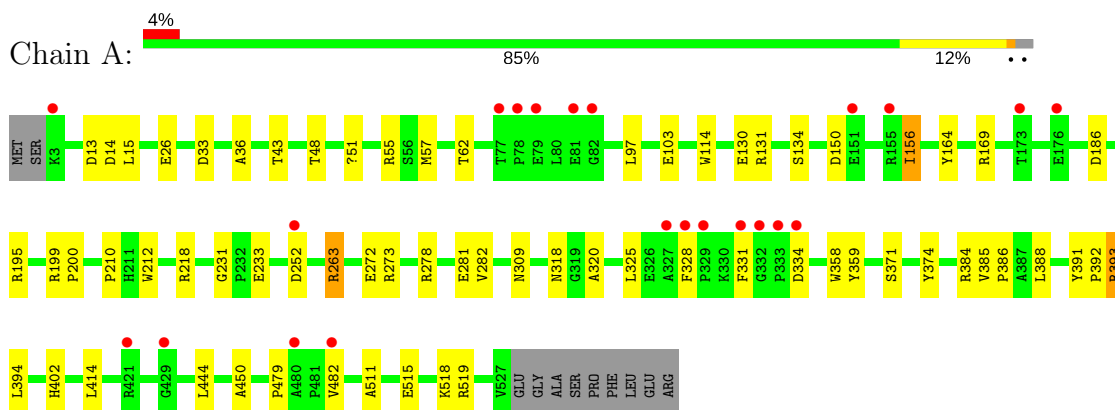 4%
Chain A:
85% 12% • •
MET SER K3 D13 D14 L15 E26 D33 A36 T43 T48 ?51 R55 S56 M57 T62 T77 P78 E79 L80 E81 G82 L97 E103 W114 E130 R131 S134 D150 E151 R155 I156 Y164 R169 T173 E176 D186
R195 R199 P200 P210 H211 W212 R218 G231 P232 E233 D252 R263 E272 R273 R278 E281 V282 N309 N318 G319 A320 L325 E326 A327 F328 P329 K330 F331 G332 P333 D334 W358 Y359 S371 Y374 R384 V385 P386 A387 L388 Y391 P392 R393
L394 H402 L414 R421 G429 L444 A450 P479 A480 P481 V482 A511 E515 K518 R519 V527 GLU GLY ALA SER PRO PHE LEU GLU ARG